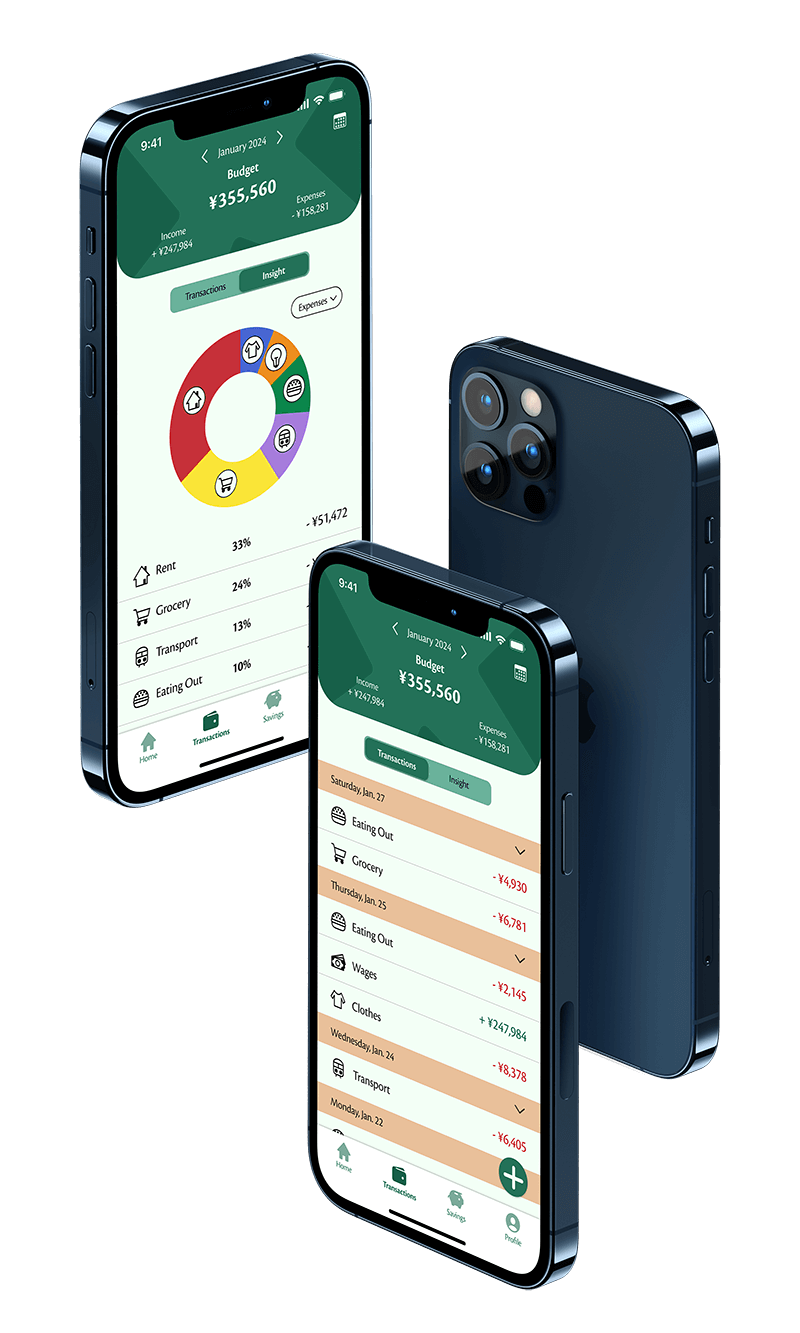 9:41
January 2024
Budget
¥355,560
Income
+ ¥247,984
Expenses
- ¥158,281
Transactions
Insight
Expenses
Rent 33% - ¥51,472
Grocery 24%
Transport 13%
Eating Out 10%
Home
Transactions
Savings
9:41
January 2024
Budget
¥355,560
Income
+ ¥247,984
Expenses
- ¥158,281
Transactions
Insight
Saturday, Jan. 27
Eating Out - ¥4,930
Grocery - ¥6,781
Thursday, Jan. 25
Eating Out - ¥2,145
Wages + ¥247,984
Clothes - ¥8,378
Wednesday, Jan. 24
Transport - ¥6,405
Monday, Jan. 22
Home
Transactions
Savings
Profile